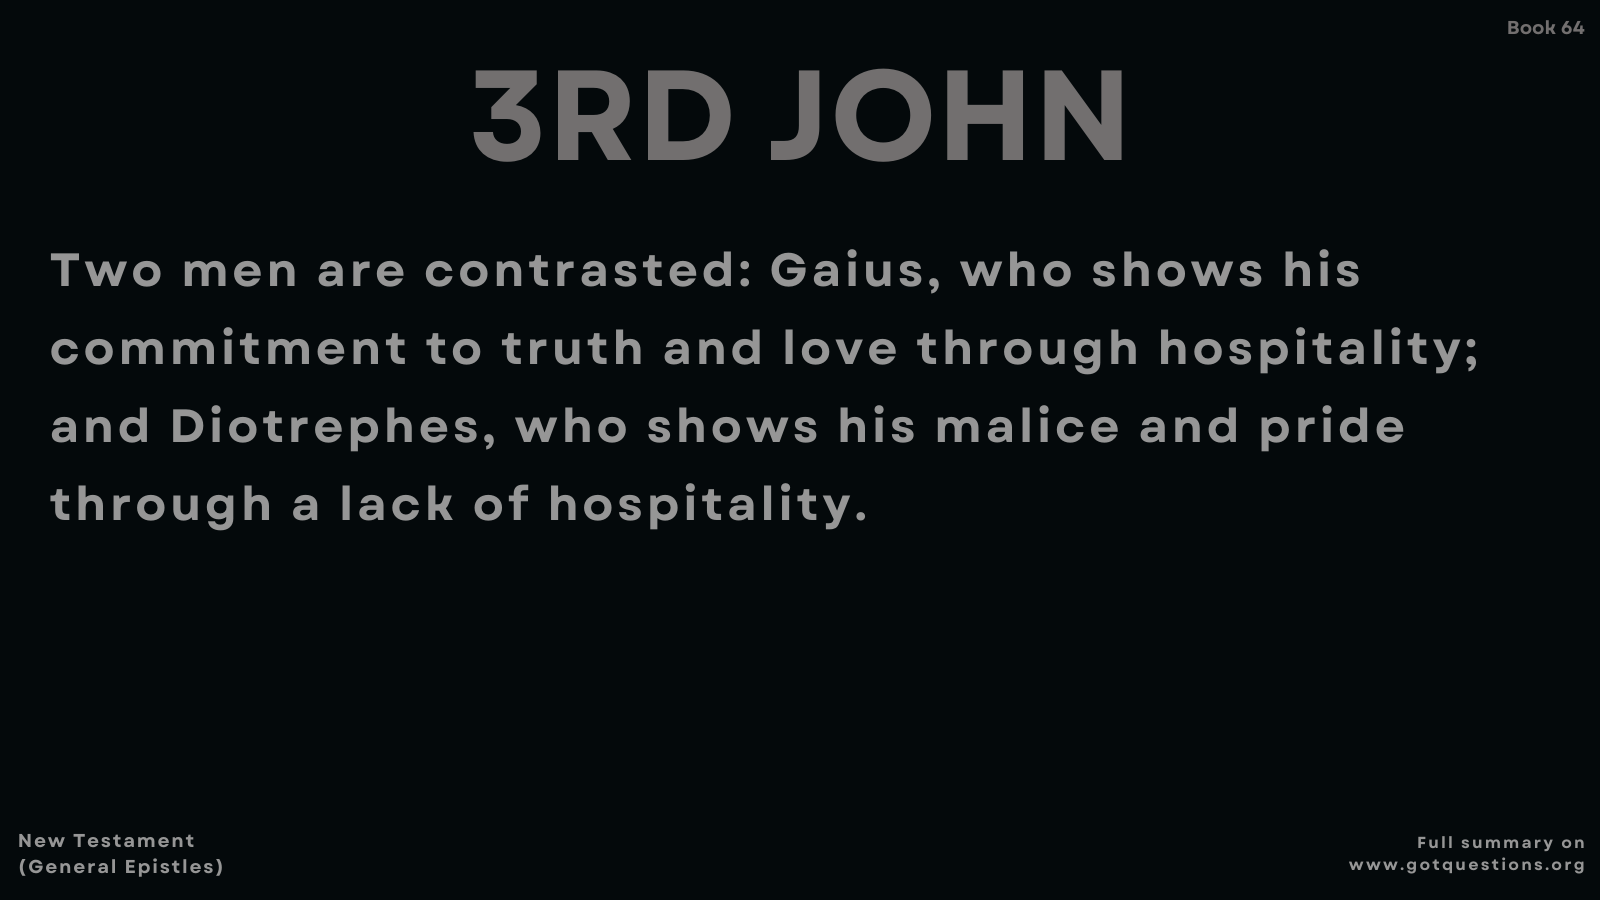 Book 64
3RD JOHN
Two men are contrasted: Gaius, who shows his
commitment to truth and love through hospitality;
and Diotrephes, who shows his malice and pride
through a lack of hospitality.
New Testament
(General Epistles)
Full summary on
www.gotquestions.org